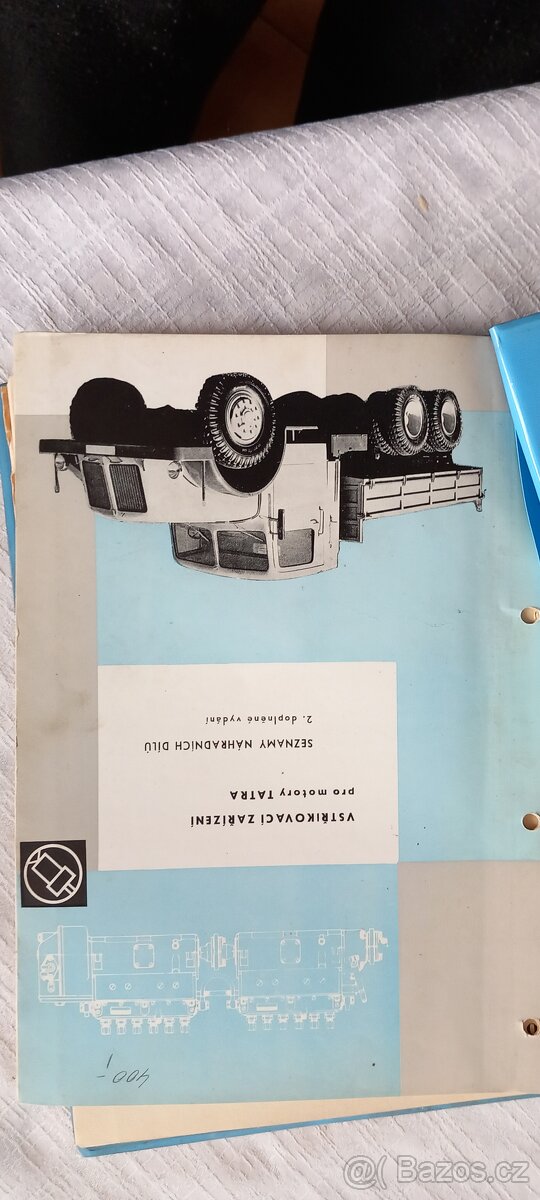 VSTŘIKOVACÍ ZAŘÍZENÍ
pro motory TATRA
SEZNAMY NÁHRADNÍCH DÍLŮ
2. doplněné vydání
400,-
@ Bazos.cz